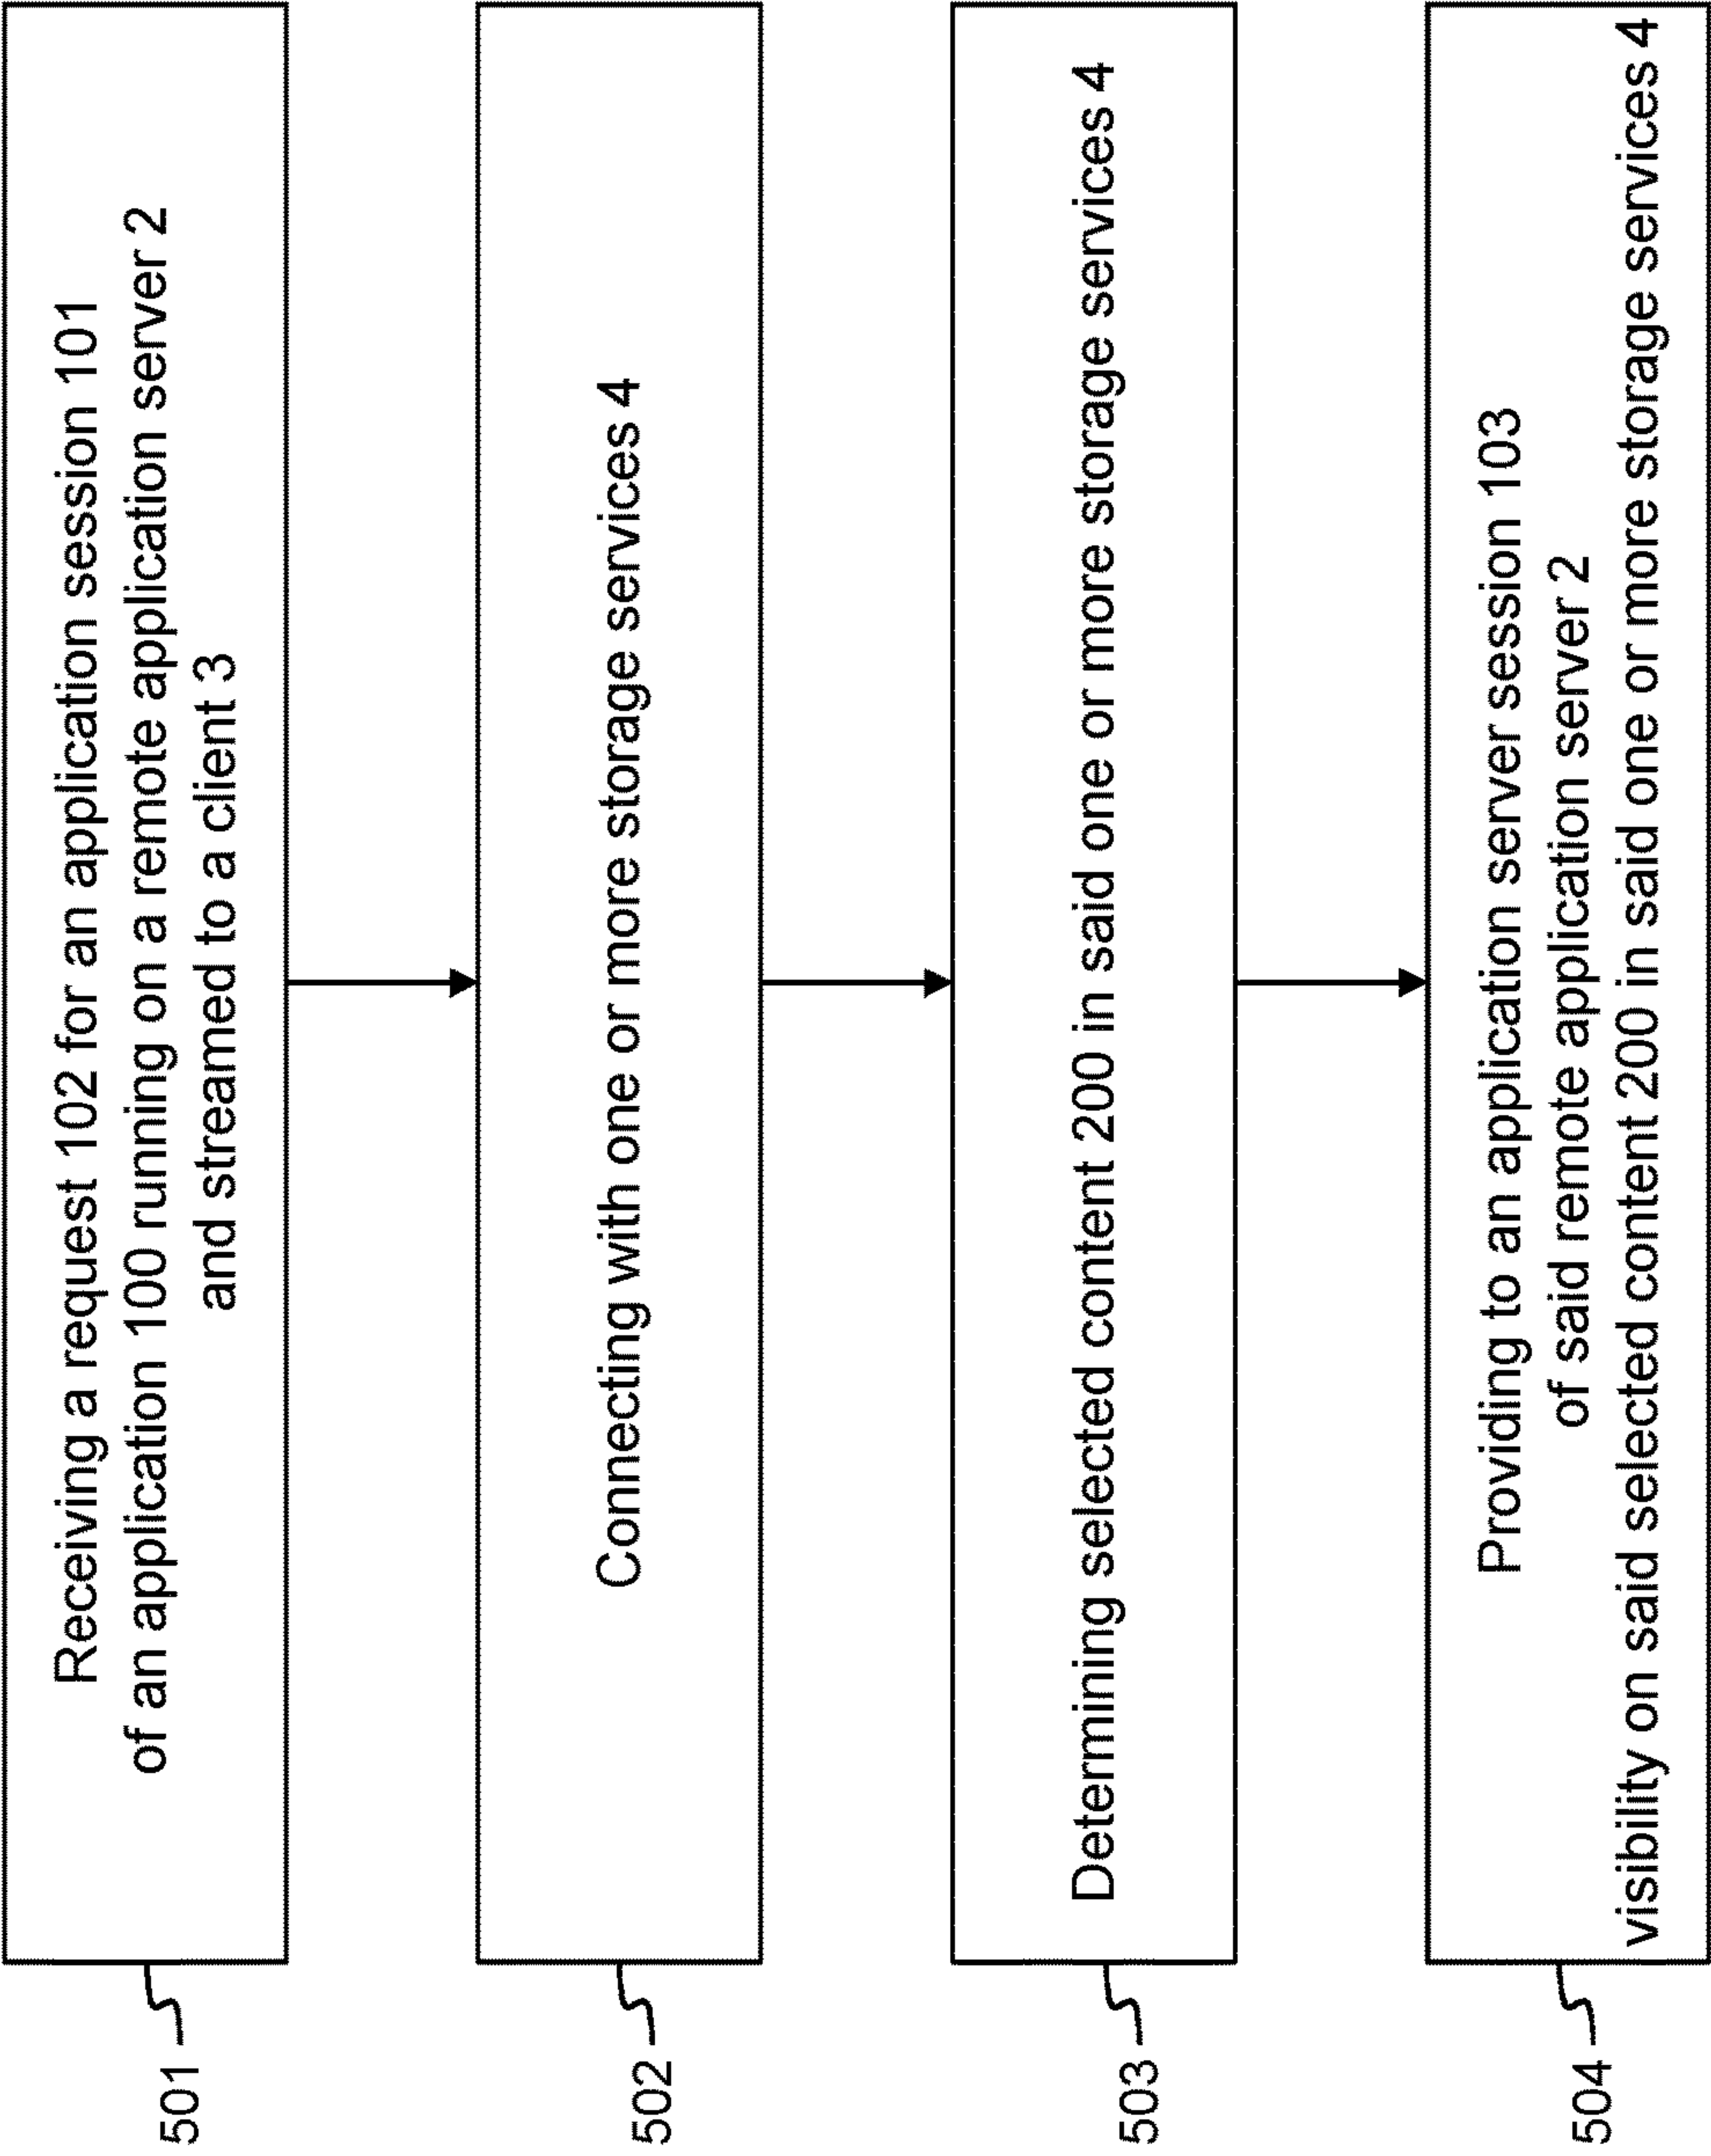 501
Receiving a request 102 for an application session 101
of an application 100 running on a remote application server 2
and streamed to a client 3
502
Connecting with one or more storage services 4
503
Determining selected content 200 in said one or more storage services 4
504
Providing to an application server session 103
of said remote application server 2
visibility on said selected content 200 in said one or more storage services 4